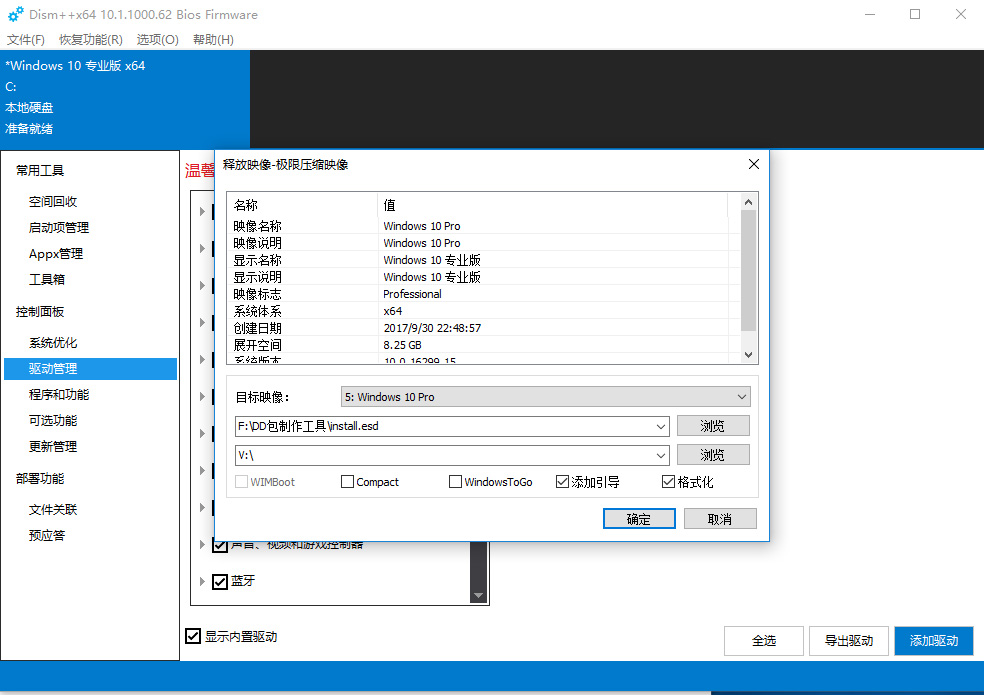 Dism++x64 10.1.1000.62 Bios Firmware
文件(F) 恢复功能(R) 选项(O) 帮助(H)
*Windows 10 专业版 x64
C:
本地硬盘
准备就绪
常用工具
空间回收
启动项管理
Appx管理
工具箱
控制面板
系统优化
驱动管理
程序和功能
可选功能
更新管理
部署功能
文件关联
预应答
温馨
释放映像-极限压缩映像
名称 值
映像名称 Windows 10 Pro
映像说明 Windows 10 Pro
显示名称 Windows 10 专业版
显示说明 Windows 10 专业版
映像标志 Professional
系统体系 x64
创建日期 2017/9/30 22:48:57
展开空间 8.25 GB
系统版本 10.0.16299.15
目标映像： 5: Windows 10 Pro
F:\DD包制作工具\install.esd 浏览
V:\ 浏览
WIMBoot Compact WindowsToGo 添加引导 格式化
确定 取消
声音、视频和游戏控制器
蓝牙
显示内置驱动
全选 导出驱动 添加驱动